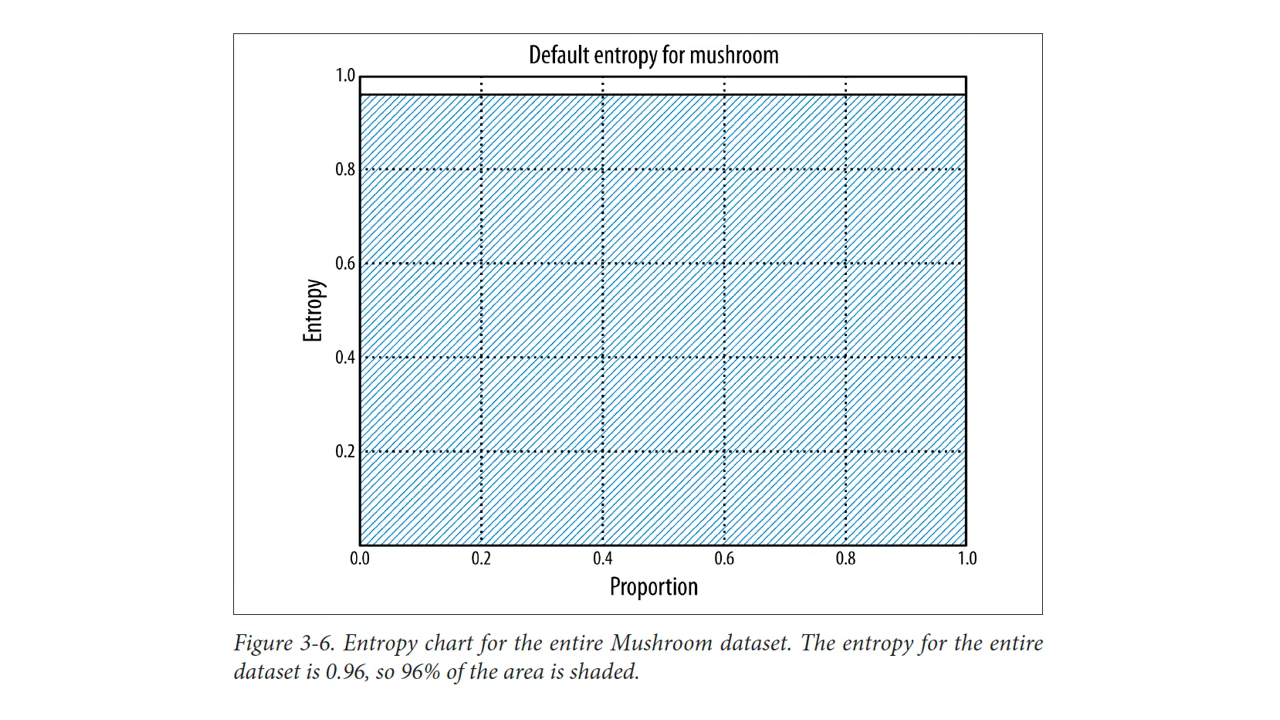 Default entropy for mushroom
1.0
0.8
0.6
0.4
0.2
Entropy
0.0 0.2 0.4 0.6 0.8 1.0
Proportion
Figure 3-6. Entropy chart for the entire Mushroom dataset. The entropy for the entire
dataset is 0.96, so 96% of the area is shaded.